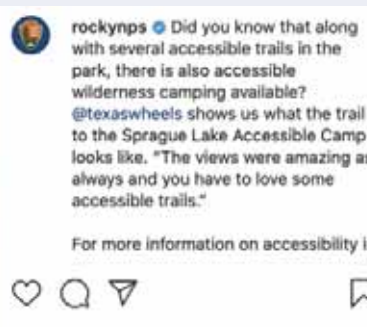 rockynps Did you know that along
with several accessible trails in the
park, there is also accessible
wilderness camping available?
@texaswheels shows us what the trail
to the Sprague Lake Accessible Camp
looks like. "The views were amazing as
always and you have to love some
accessible trails."
For more information on accessibility i